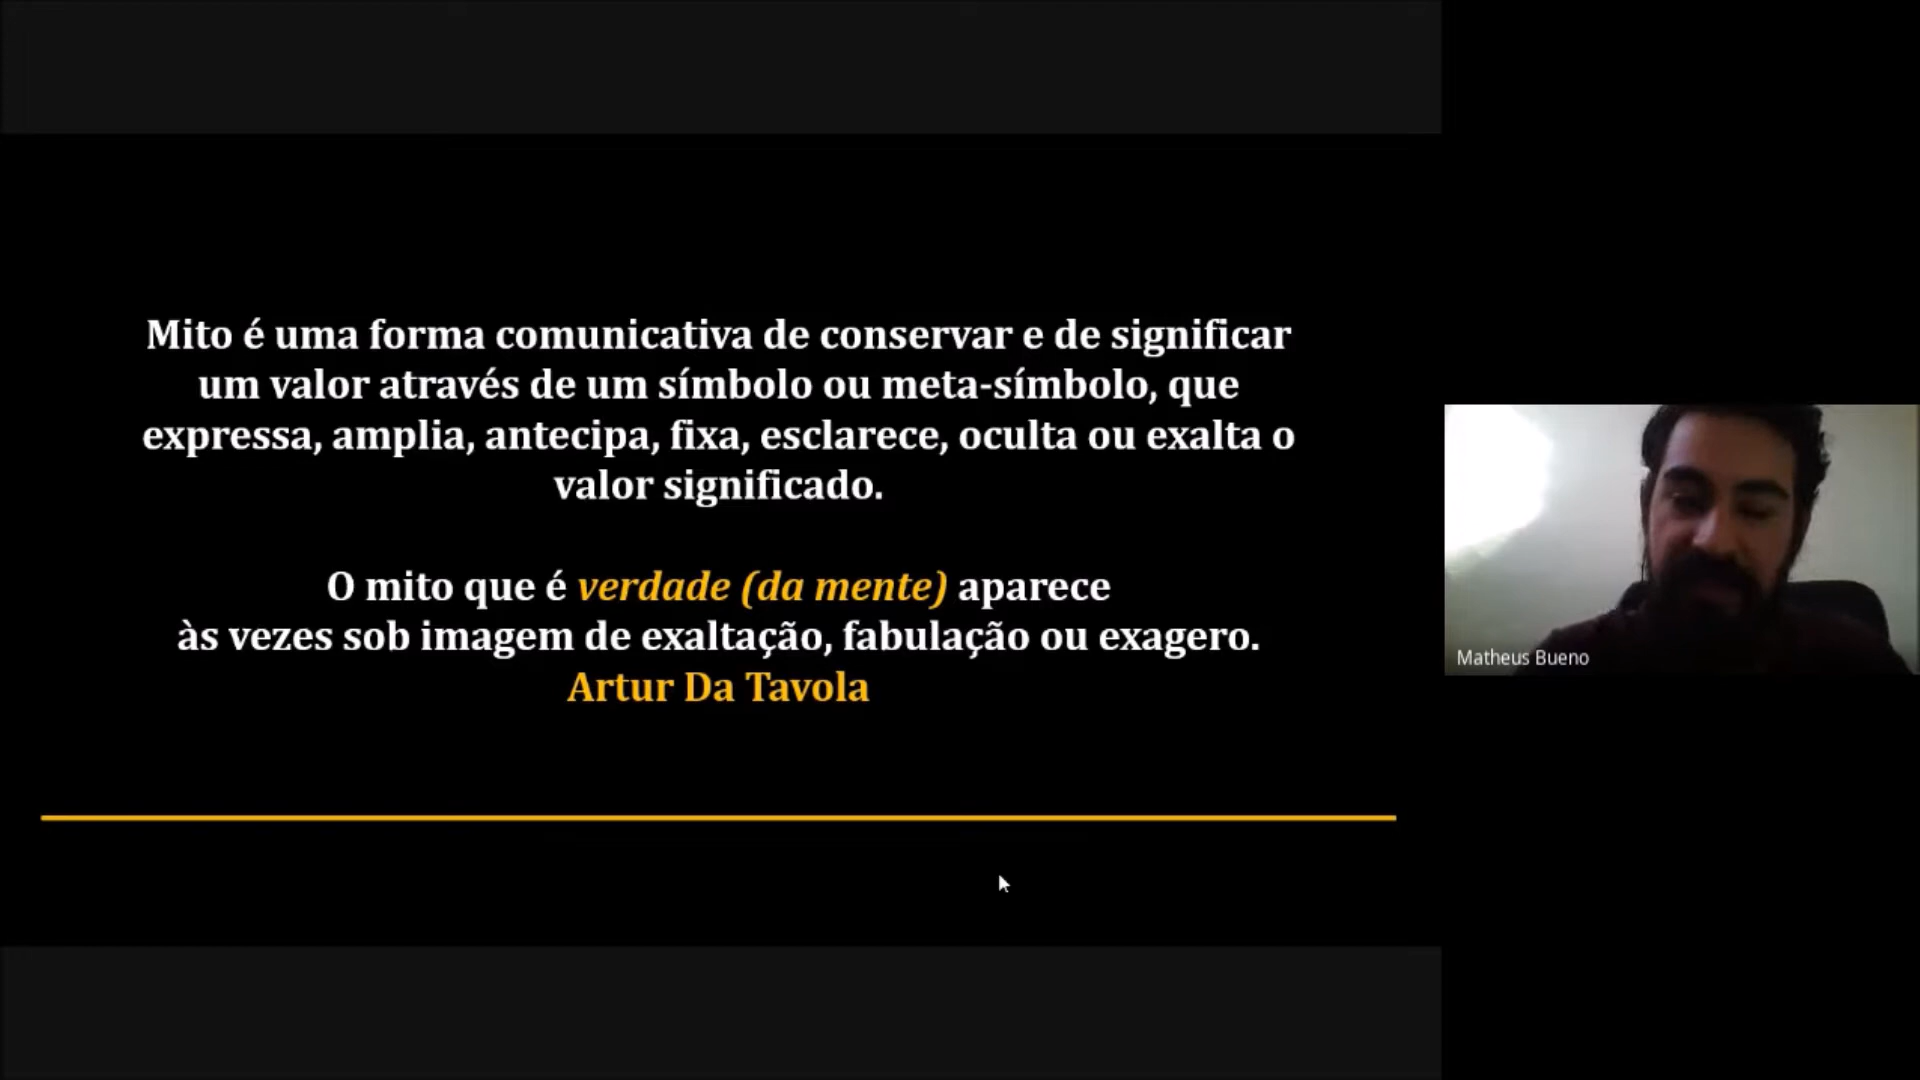 Mito é uma forma comunicativa de conservar e de significar
um valor através de um símbolo ou meta-símbolo, que
expressa, amplia, antecipa, fixa, esclarece, oculta ou exalta o
valor significado.
O mito que é verdade (da mente) aparece
às vezes sob imagem de exaltação, fabulação ou exagero.
Artur Da Tavola
Matheus Bueno